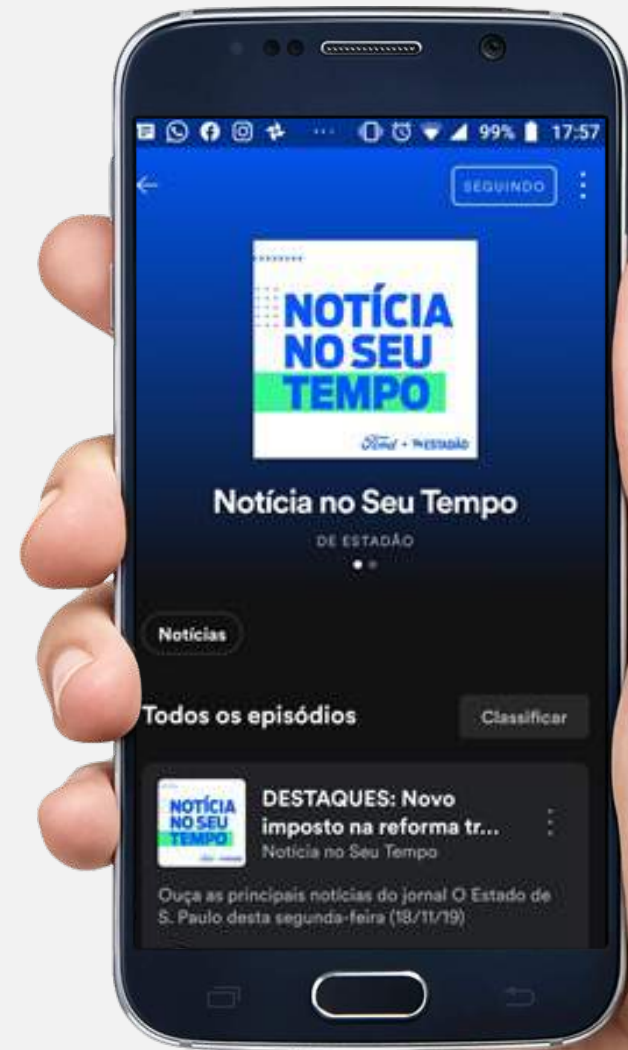 99% 17:57
SEGUINDO
NOTÍCIA
NO SEU
TEMPO
Ford + ESTADÃO
Notícia no Seu Tempo
DE ESTADÃO
Notícias
Todos os episódios
Classificar
NOTÍCIA
NO SEU
TEMPO
DESTAQUES: Novo
imposto na reforma tr...
Notícia no Seu Tempo
Ouça as principais notícias do jornal O Estado de
S. Paulo desta segunda-feira (18/11/19)